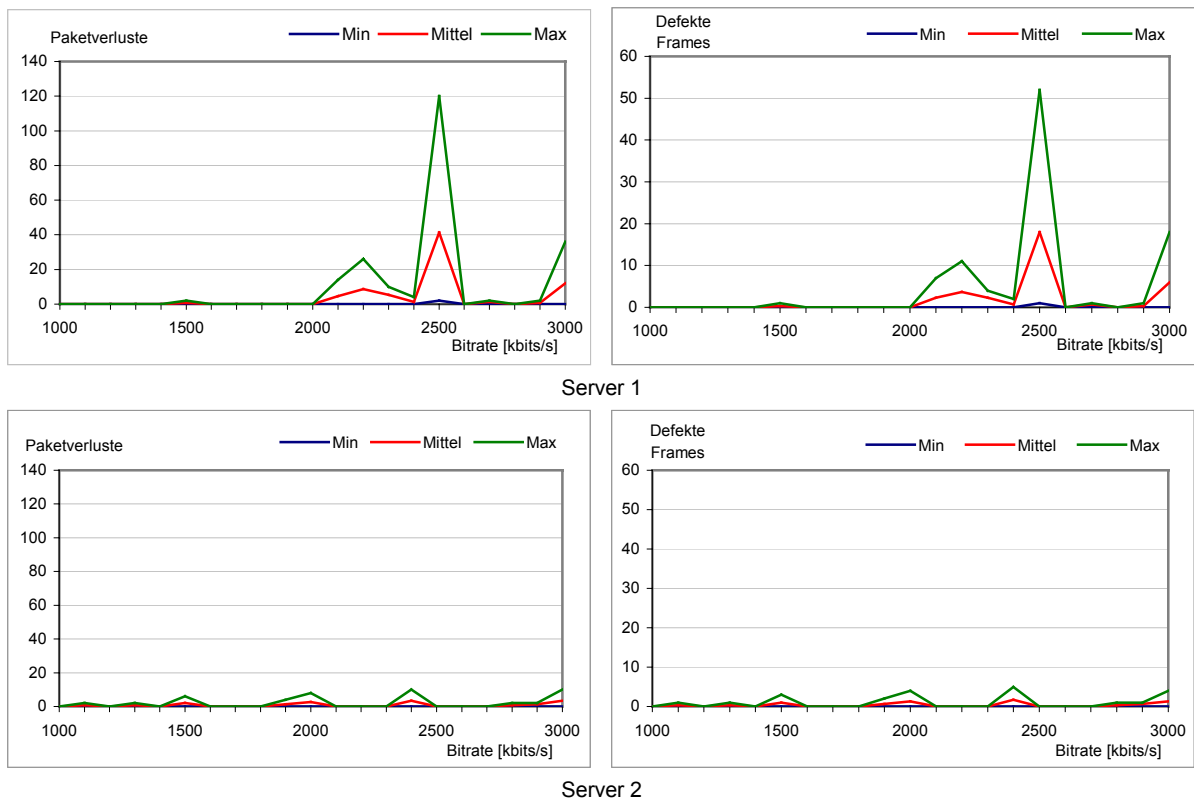 Paketverluste
Min Mittel Max
140
120
100
80
60
40
20
0
1000 1500 2000 2500 3000
Bitrate [kbits/s]
Defekte
Frames
Min Mittel Max
60
50
40
30
20
10
0
1000 1500 2000 2500 3000
Bitrate [kbits/s]
Server 1
Paketverluste
Min Mittel Max
140
120
100
80
60
40
20
0
1000 1500 2000 2500 3000
Bitrate [kbits/s]
Defekte
Frames
Min Mittel Max
60
50
40
30
20
10
0
1000 1500 2000 2500 3000
Bitrate [kbits/s]
Server 2